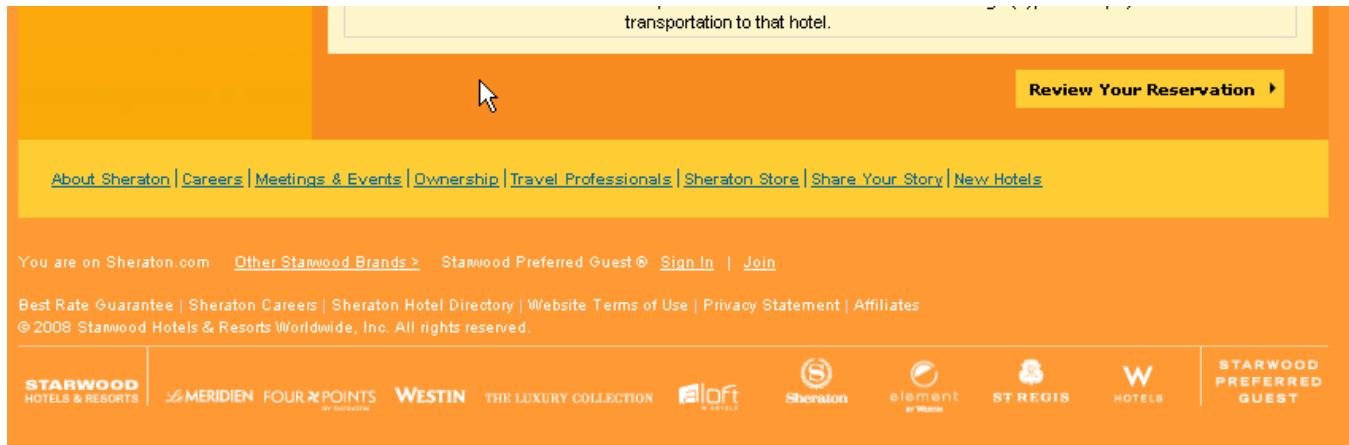 transportation to that hotel.
Review Your Reservation
About Sheraton | Careers | Meetings & Events | Ownership | Travel Professionals | Sheraton Store | Share Your Story | New Hotels
You are on Sheraton.com Other Starwood Brands > Starwood Preferred Guest ® Sign In | Join
Best Rate Guarantee | Sheraton Careers | Sheraton Hotel Directory | Website Terms of Use | Privacy Statement | Affiliates
© 2008 Starwood Hotels & Resorts Worldwide, Inc. All rights reserved.
STARWOOD
HOTELS & RESORTS
Le MERIDIEN
FOUR POINTS
BY SHERATON
WESTIN
THE LUXURY COLLECTION
aloft
Sheraton
element
BY WESTIN
ST REGIS
W
HOTELS
STARWOOD
PREFERRED
GUEST